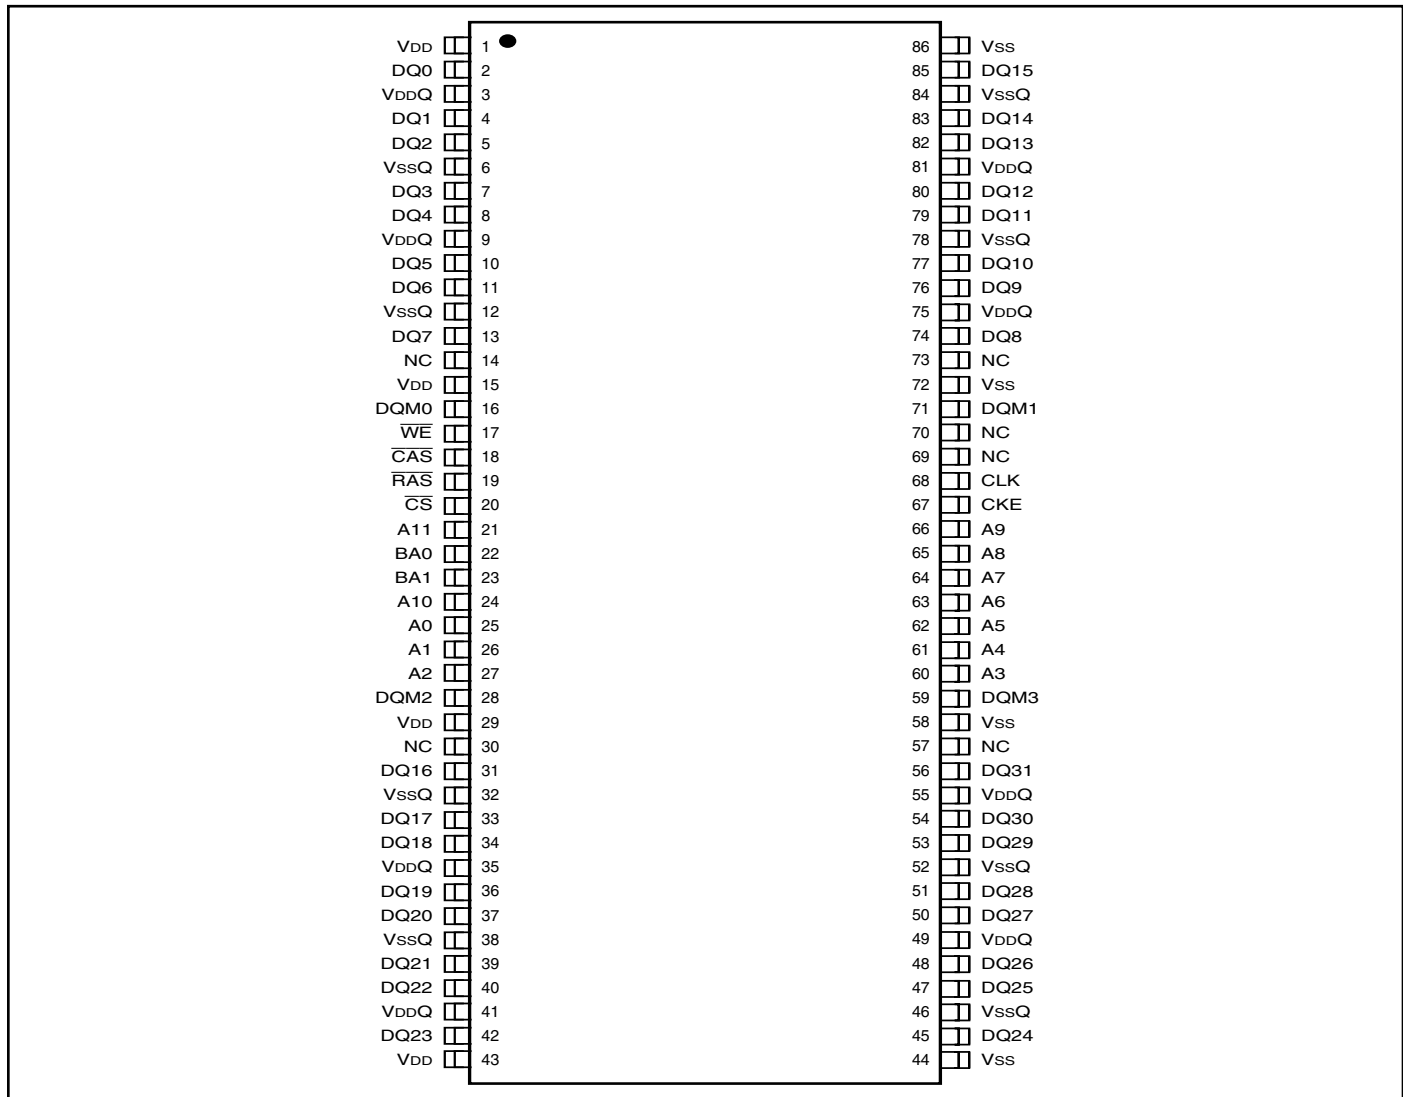 VDD 1 86 VSS
DQ0 2 85 DQ15
VDDQ 3 84 VSSQ
DQ1 4 83 DQ14
DQ2 5 82 DQ13
VSSQ 6 81 VDDQ
DQ3 7 80 DQ12
DQ4 8 79 DQ11
VDDQ 9 78 VSSQ
DQ5 10 77 DQ10
DQ6 11 76 DQ9
VSSQ 12 75 VDDQ
DQ7 13 74 DQ8
NC 14 73 NC
VDD 15 72 VSS
DQM0 16 71 DQM1
W̅E̅ 17 70 NC
C̅A̅S̅ 18 69 NC
R̅A̅S̅ 19 68 CLK
C̅S̅ 20 67 CKE
A11 21 66 A9
BA0 22 65 A8
BA1 23 64 A7
A10 24 63 A6
A0 25 62 A5
A1 26 61 A4
A2 27 60 A3
DQM2 28 59 DQM3
VDD 29 58 VSS
NC 30 57 NC
DQ16 31 56 DQ31
VSSQ 32 55 VDDQ
DQ17 33 54 DQ30
DQ18 34 53 DQ29
VDDQ 35 52 VSSQ
DQ19 36 51 DQ28
DQ20 37 50 DQ27
VSSQ 38 49 VDDQ
DQ21 39 48 DQ26
DQ22 40 47 DQ25
VDDQ 41 46 VSSQ
DQ23 42 45 DQ24
VDD 43 44 VSS